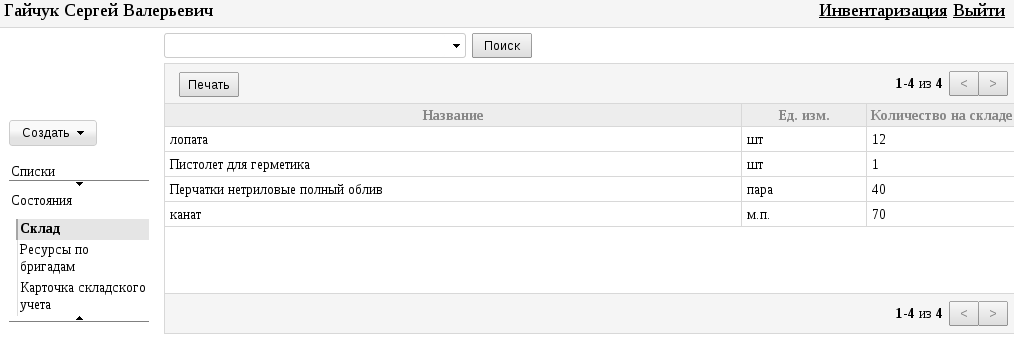 Гайчук Сергей Валерьевич Инвентаризация Выйти
Поиск
Печать 1-4 из 4 < >
Создать
Списки
Состояния
Склад
Ресурсы по
бригадам
Карточка складского
учета
Название Ед. изм. Количество на складе
лопата шт 12
Пистолет для герметика шт 1
Перчатки нетриловые полный облив пара 40
канат м.п. 70
1-4 из 4 < >